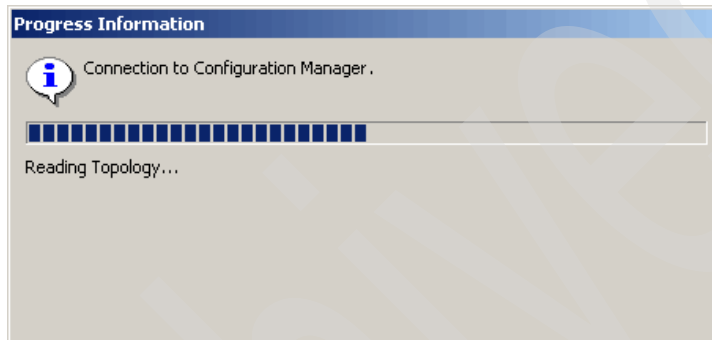 Progress Information
Connection to Configuration Manager.
Reading Topology...